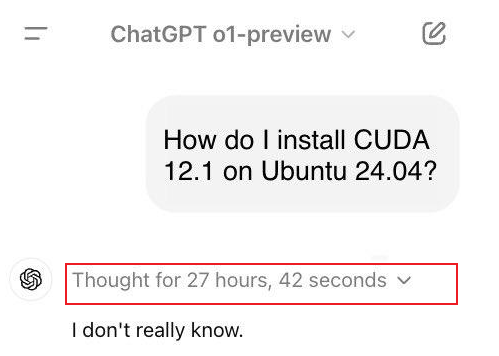 ChatGPT o1-preview
How do I install CUDA
12.1 on Ubuntu 24.04?
Thought for 27 hours, 42 seconds
I don't really know.